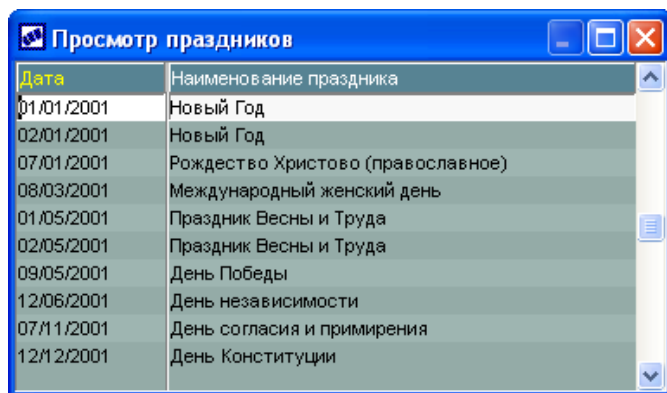 Просмотр праздников
Дата Наименование праздника
01/01/2001 Новый Год
02/01/2001 Новый Год
07/01/2001 Рождество Христово (православное)
08/03/2001 Международный женский день
01/05/2001 Праздник Весны и Труда
02/05/2001 Праздник Весны и Труда
09/05/2001 День Победы
12/06/2001 День независимости
07/11/2001 День согласия и примирения
12/12/2001 День Конституции